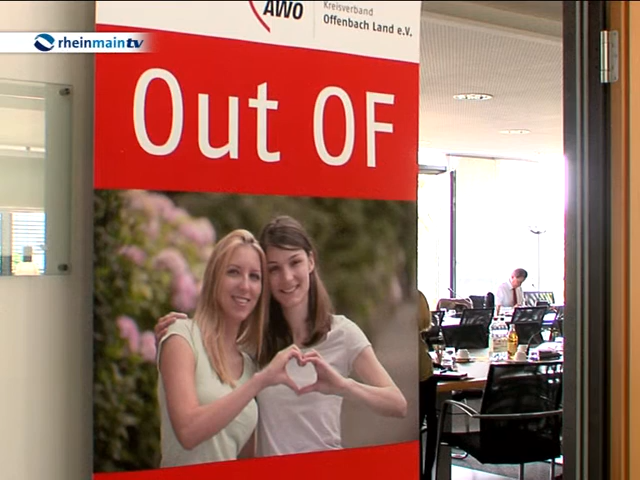 AWO
Kreisverband
Offenbach Land e.V.
rheinmaintv
Out OF